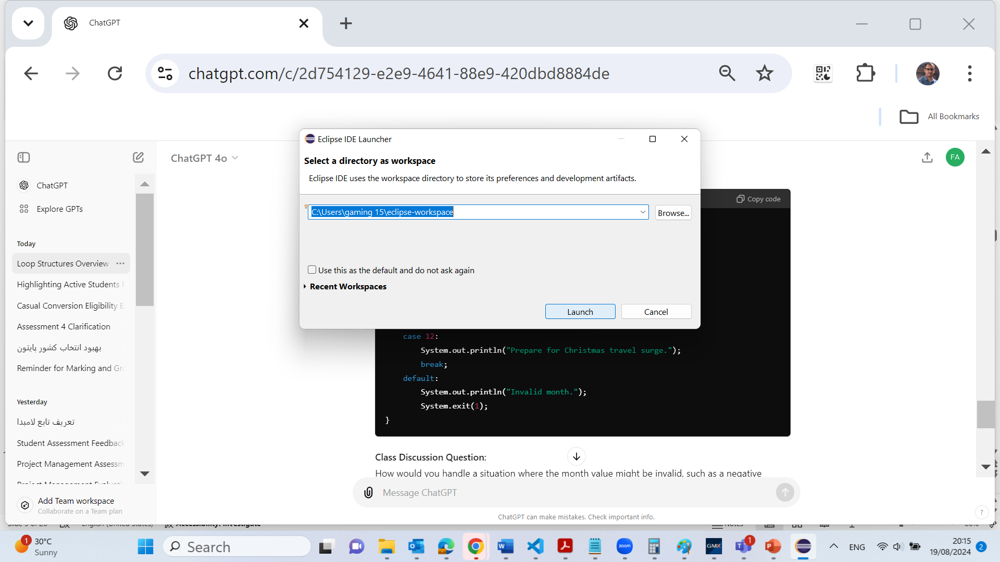 ChatGPT
chatgpt.com/c/2d754129-e2e9-4641-88e9-420dbd8884de
All Bookmarks
Eclipse IDE Launcher
Select a directory as workspace
Eclipse IDE uses the workspace directory to store its preferences and development artifacts.
C:\Users\gaming 15\eclipse-workspace
Browse...
Use this as the default and do not ask again
Recent Workspaces
Launch
Cancel
ChatGPT 4o
FA
ChatGPT
Explore GPTs
Today
Loop Structures Overview
Highlighting Active Students
Casual Conversion Eligibility
Assessment 4 Clarification
بهبود انتخاب کشور پایتون
Reminder for Marking and
Yesterday
تعریف تابع لامبدا
Student Assessment Feedback
Project Management
Add Team workspace
Collaborate on a Team plan
Copy code
case 12:
System.out.println("Prepare for Christmas travel surge.");
break;
default:
System.out.println("Invalid month.");
System.exit(1);
}
Class Discussion Question:
How would you handle a situation where the month value might be invalid, such as a negative
Message ChatGPT
ChatGPT can make mistakes. Check important info.
?
1
30°C
Sunny
Search
zoom
GMX
1
ENG
20:15
19/08/2024
2